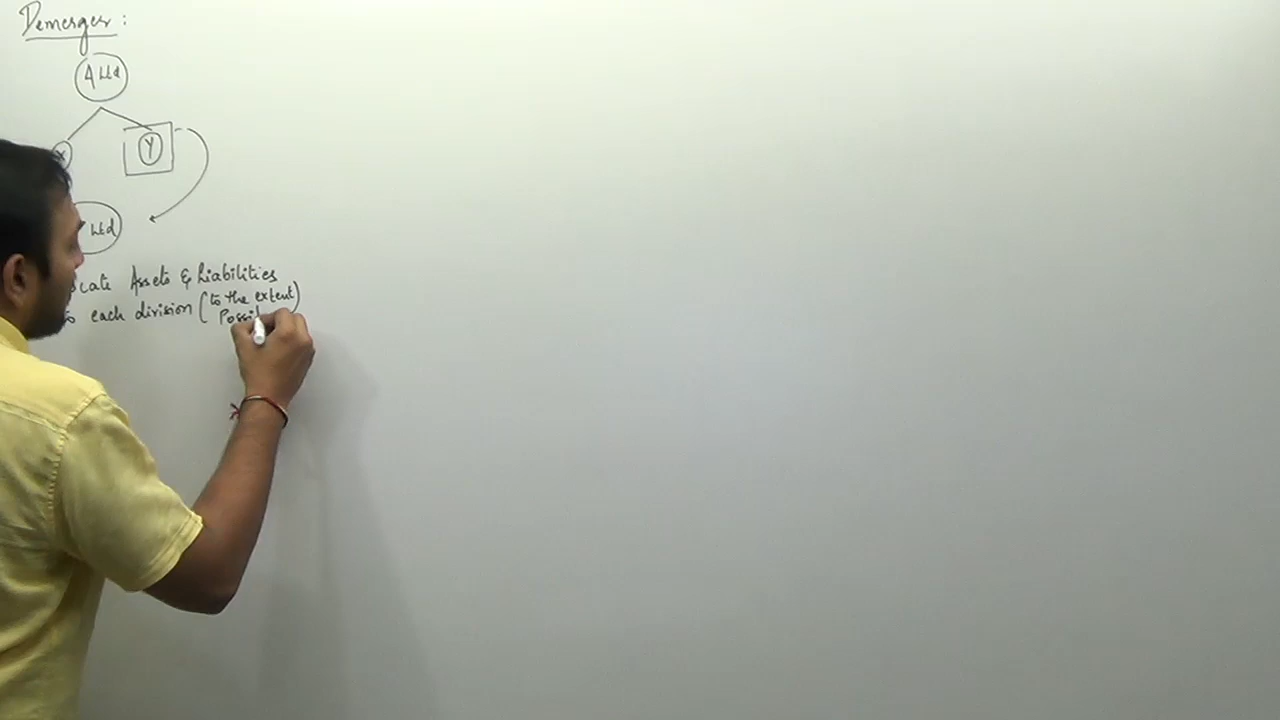 Demerger :
A Ltd
X Y
Ltd
Assets & Liabilities
each division (to the extent)